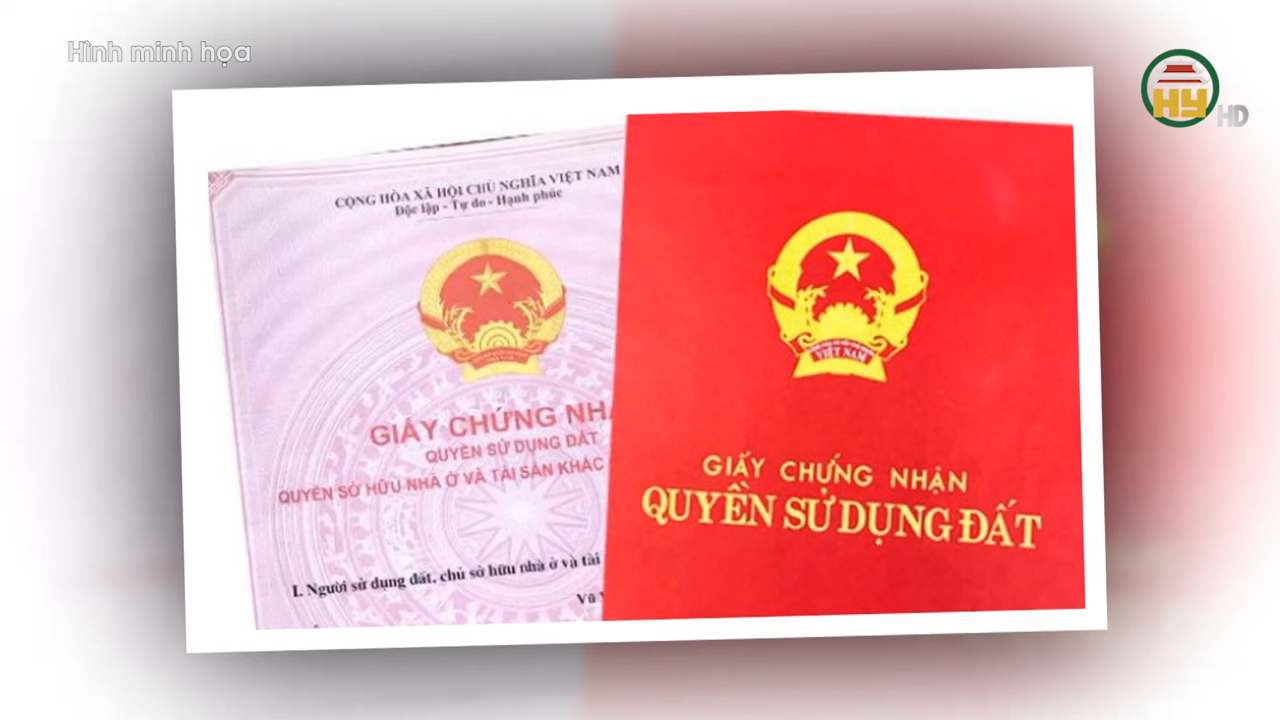 Hình minh họa
HY HD
CỘNG HÒA XÃ HỘI CHỦ NGHĨA VIỆT NAM
Độc lập - Tự do - Hạnh phúc
GIẤY CHỨNG NHẬ
QUYỀN SỬ DỤNG ĐẤT
QUYỀN SỞ HỮU NHÀ Ở VÀ TÀI SẢN KHÁC
I. Người sử dụng đất, chủ sở hữu nhà ở và tài
Vũ
VIỆT NAM
GIẤY CHỨNG NHẬN
QUYỀN SỬ DỤNG ĐẤT